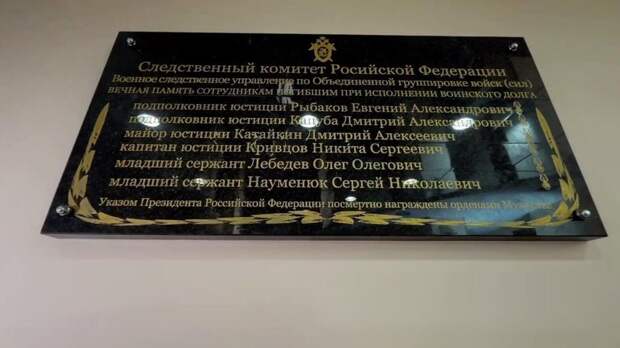 Следственный комитет Росийской Федерации
Военное следственное управление по Объединенной группировке войск (сил)
ВЕЧНАЯ ПАМЯТЬ СОТРУДНИКАМ ПОГИБШИМ ПРИ ИСПОЛНЕНИИ ВОИНСКОГО ДОЛГА
подполковник юстиции Рыбаков Евгений Александрович
подполковник юстиции Дмитрий Александрович
майор юстиции Катайкин Дмитрий Алексеевич
капитан юстиции Кривцов Никита Сергеевич
младший сержант Лебедев Олег Олегович
младший сержант Науменюк Сергей Николаевич
Указом Президента Российской Федерации посмертно награждены орденами Мужества